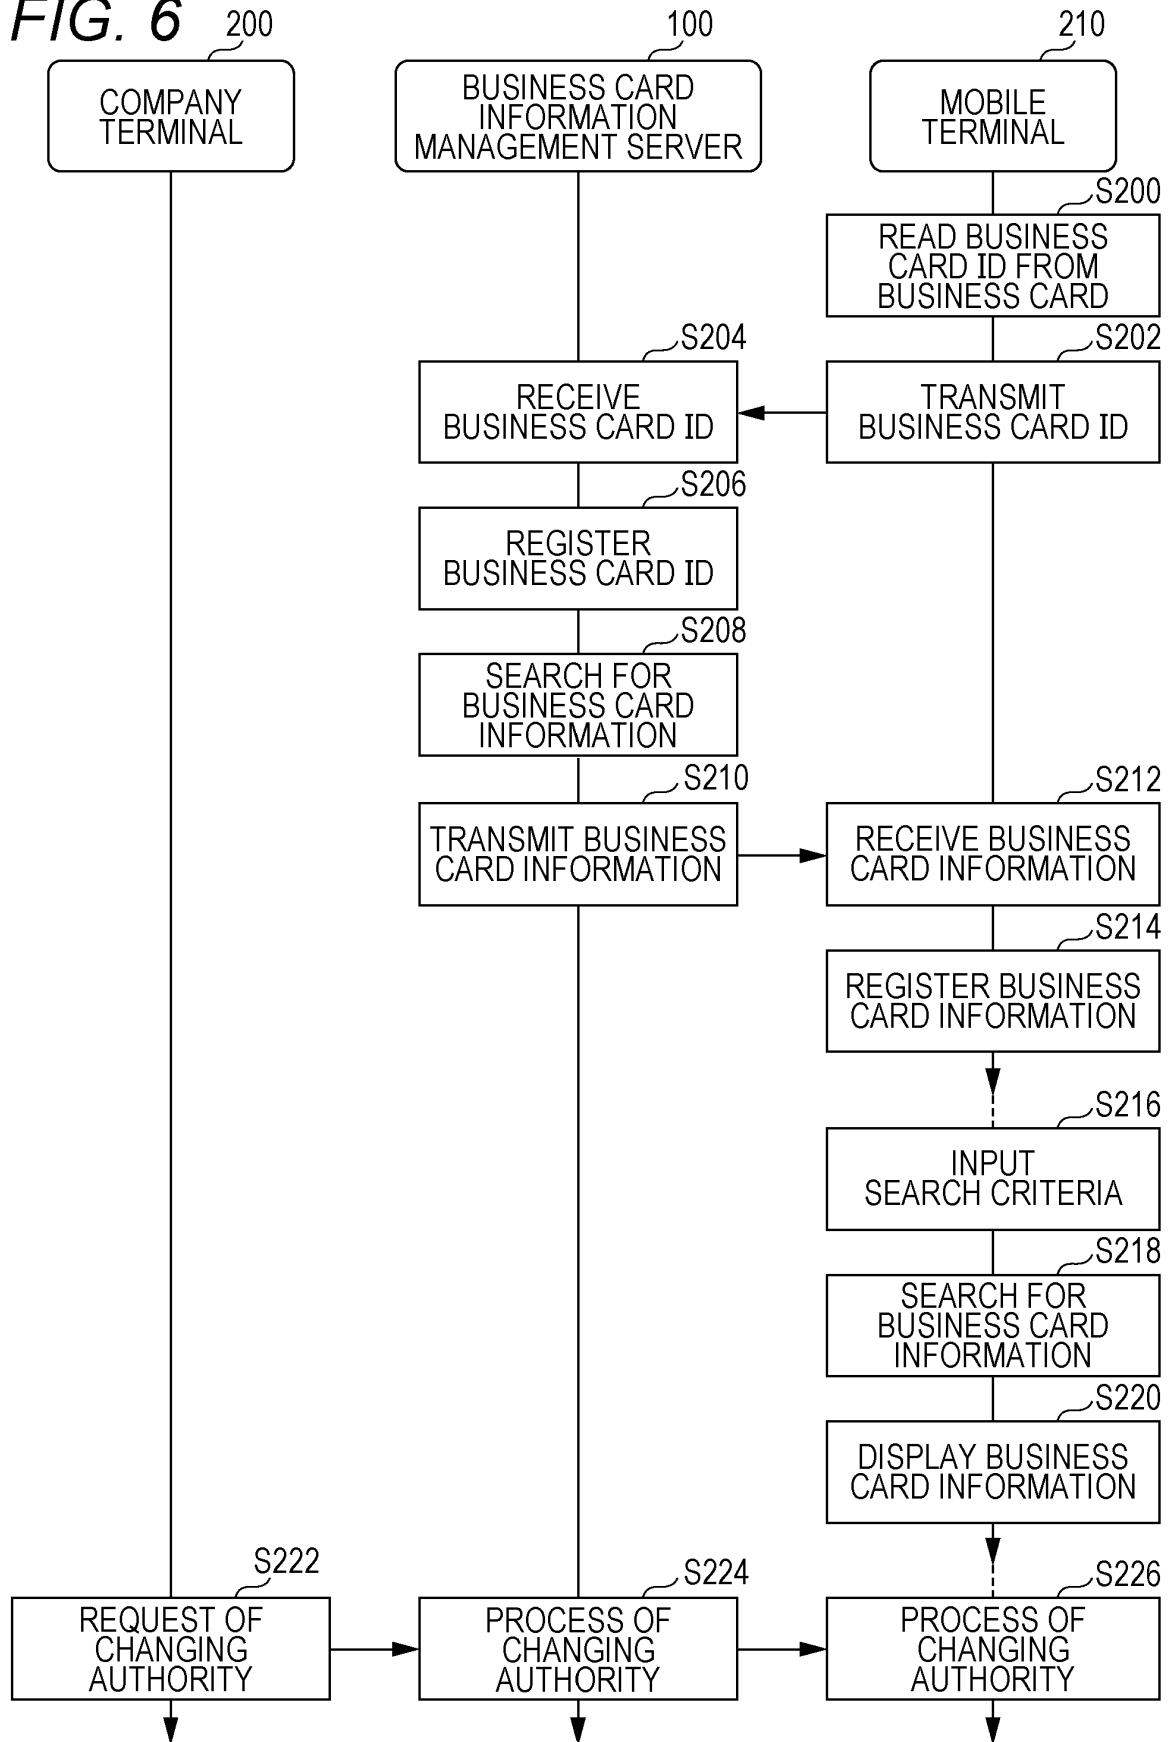 FIG. 6
200
100
210
COMPANY
TERMINAL
BUSINESS CARD
INFORMATION
MANAGEMENT SERVER
MOBILE
TERMINAL
S200
READ BUSINESS
CARD ID FROM
BUSINESS CARD
S204
S202
RECEIVE
BUSINESS CARD ID
TRANSMIT
BUSINESS CARD ID
S206
REGISTER
BUSINESS CARD ID
S208
SEARCH FOR
BUSINESS CARD
INFORMATION
S210
S212
TRANSMIT BUSINESS
CARD INFORMATION
RECEIVE BUSINESS
CARD INFORMATION
S214
REGISTER BUSINESS
CARD INFORMATION
S216
INPUT
SEARCH CRITERIA
S218
SEARCH FOR
BUSINESS CARD
INFORMATION
S220
DISPLAY BUSINESS
CARD INFORMATION
S222
S224
S226
REQUEST OF
CHANGING
AUTHORITY
PROCESS OF
CHANGING
AUTHORITY
PROCESS OF
CHANGING
AUTHORITY